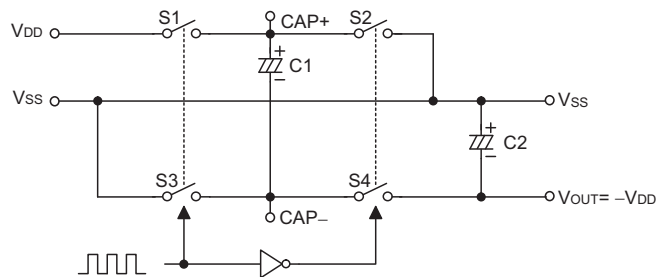 S1
CAP+
S2
VDD
+
C1
−
VSS
VSS
+
C2
−
S3
S4
CAP−
VOUT= −VDD